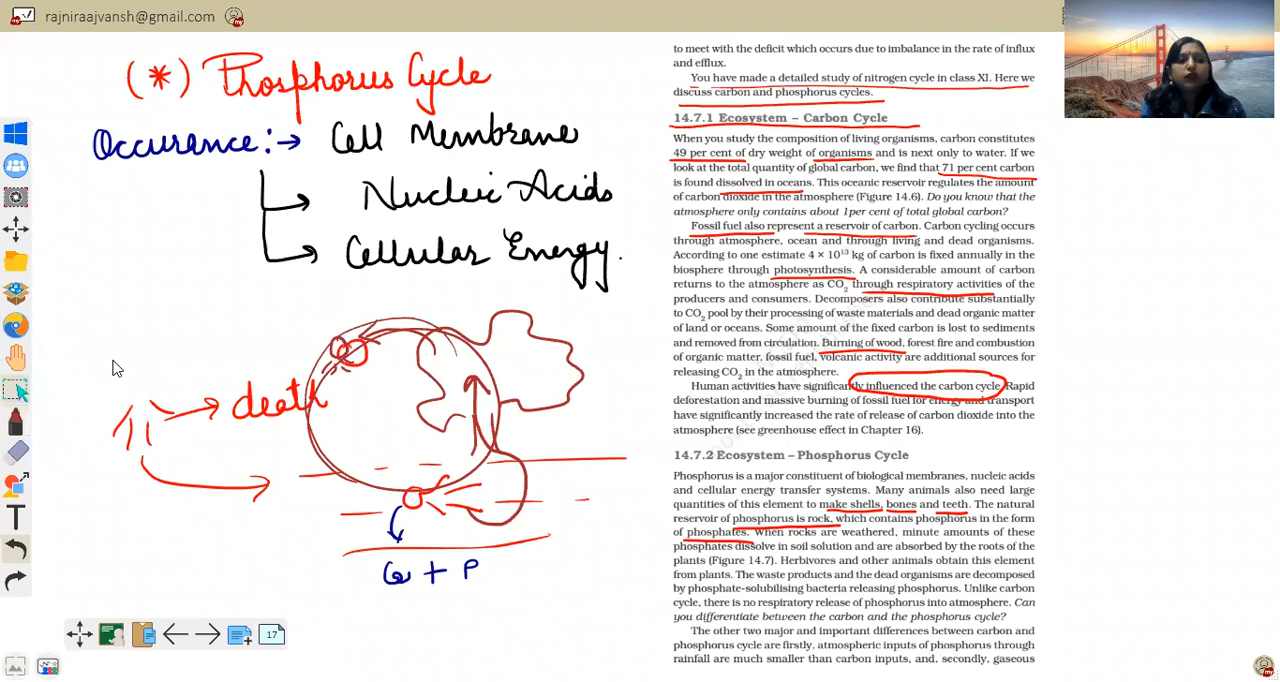 rajniraajvansh@gmail.com
(*) Phosphorus Cycle
Occurance :→ Cell Membrane
→ Nucleic Acids
→ Cellular Energy.
→ death
+ P
17
to meet with the deficit which occurs due to imbalance in the rate of influx
and efflux.
You have made a detailed study of nitrogen cycle in class XI. Here we
discuss carbon and phosphorus cycles.
14.7.1 Ecosystem – Carbon Cycle
When you study the composition of living organisms, carbon constitutes
49 per cent of dry weight of organisms and is next only to water. If we
look at the total quantity of global carbon, we find that 71 per cent carbon
is found dissolved in oceans. This oceanic reservoir regulates the amount
of carbon dioxide in the atmosphere (Figure 14.6). Do you know that the
atmosphere only contains about 1per cent of total global carbon?
Fossil fuel also represent a reservoir of carbon. Carbon cycling occurs
through atmosphere, ocean and through living and dead organisms.
According to one estimate 4 × 10¹³ kg of carbon is fixed annually in the
biosphere through photosynthesis. A considerable amount of carbon
returns to the atmosphere as CO₂ through respiratory activities of the
producers and consumers. Decomposers also contribute substantially
to CO₂ pool by their processing of waste materials and dead organic matter
of land or oceans. Some amount of the fixed carbon is lost to sediments
and removed from circulation. Burning of wood, forest fire and combustion
of organic matter, fossil fuel, volcanic activity are additional sources for
releasing CO₂ in the atmosphere.
Human activities have significantly influenced the carbon cycle. Rapid
deforestation and massive burning of fossil fuel for energy and transport
have significantly increased the rate of release of carbon dioxide into the
atmosphere (see greenhouse effect in Chapter 16).
14.7.2 Ecosystem – Phosphorus Cycle
Phosphorus is a major constituent of biological membranes, nucleic acids
and cellular energy transfer systems. Many animals also need large
quantities of this element to make shells, bones and teeth. The natural
reservoir of phosphorus is rock, which contains phosphorus in the form
of phosphates. When rocks are weathered, minute amounts of these
phosphates dissolve in soil solution and are absorbed by the roots of the
plants (Figure 14.7). Herbivores and other animals obtain this element
from plants. The waste products and the dead organisms are decomposed
by phosphate-solubilising bacteria releasing phosphorus. Unlike carbon
cycle, there is no respiratory release of phosphorus into atmosphere. Can
you differentiate between the carbon and the phosphorus cycle?
The other two major and important differences between carbon and
phosphorus cycle are firstly, atmospheric inputs of phosphorus through
rainfall are much smaller than carbon inputs, and, secondly, gaseous